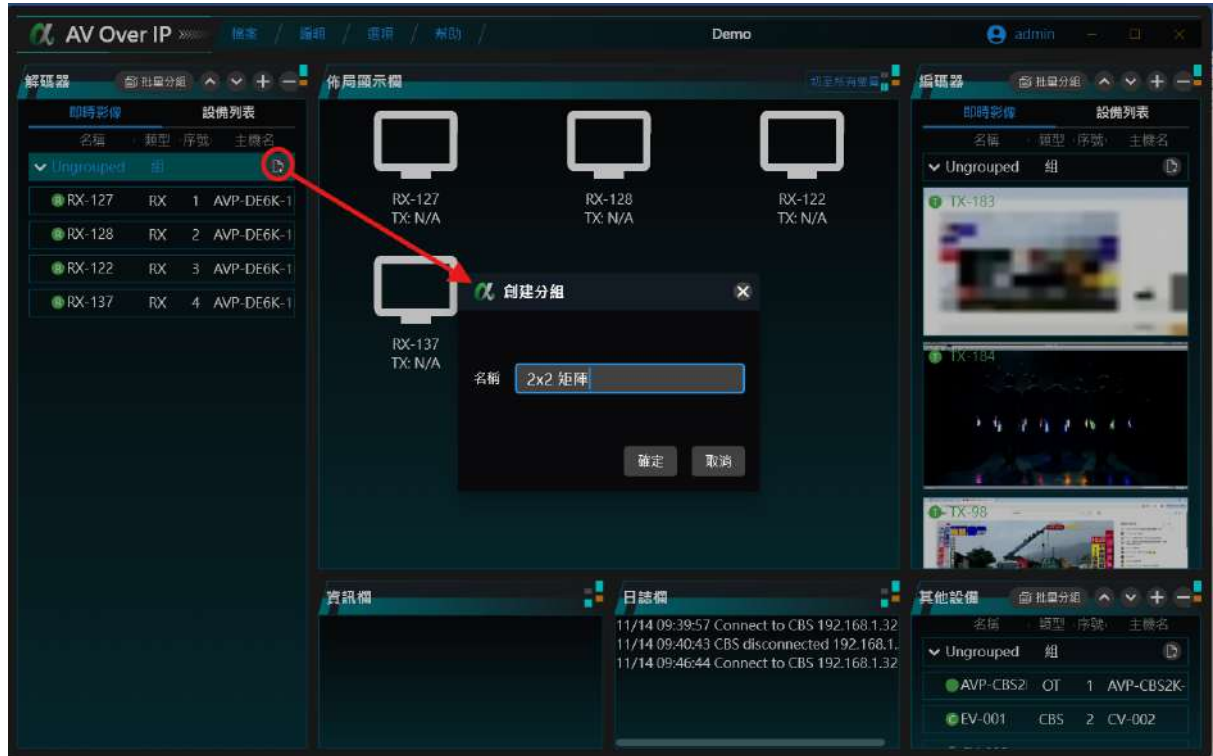 AV Over IP 檔案 / 編輯 / 選項 / 幫助 / Demo admin
解碼器 批量分組
即時影像 設備列表
名稱 類型 序號 主機名
Ungrouped 組
R RX-127 RX 1 AVP-DE6K-1
R RX-128 RX 2 AVP-DE6K-1
R RX-122 RX 3 AVP-DE6K-1
R RX-137 RX 4 AVP-DE6K-1
佈局顯示欄
RX-127
TX: N/A
RX-128
TX: N/A
RX-122
TX: N/A
RX-137
TX: N/A
創建分組
名稱 2x2 矩陣
確定 取消
編碼器 批量分組
即時影像 設備列表
名稱 類型 序號 主機名
Ungrouped 組
T TX-183
T TX-184
T TX-98
資訊欄
日誌欄
11/14 09:39:57 Connect to CBS 192.168.1.32
11/14 09:40:43 CBS disconnected 192.168.1..
11/14 09:46:44 Connect to CBS 192.168.1.32
其他設備 批量分組
名稱 類型 序號 主機名
Ungrouped 組
AVP-CBS2 OT 1 AVP-CBS2K-
C EV-001 CBS 2 CV-002